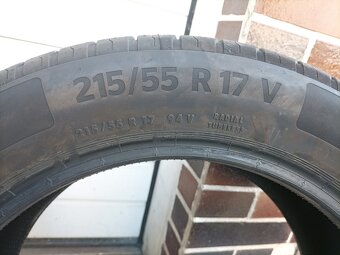 215/55 R 17 V
215/55 R 17 94 V RADIAL
TUBELESS